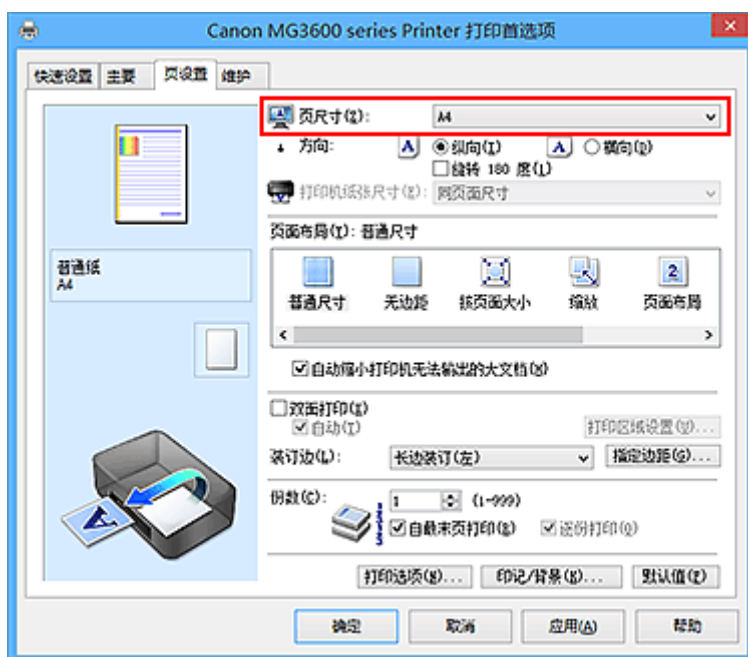 Canon MG3600 series Printer 打印首选项
快速设置 主要 页设置 维护
页尺寸(Z): A4
方向: A 纵向(I) A 横向(O)
旋转 180 度(L)
打印机纸张尺寸(E): 同页面尺寸
页面布局(Y): 普通尺寸
普通纸
A4
2
普通尺寸 无边距 按页面大小 缩放 页面布局
自动缩小打印机无法输出的大文档(X)
双面打印(X)
自动(T) 打印区域设置(U)...
装订边(L): 长边装订(左) 指定边距(G)...
份数(C): 1 (1-999)
自最末页打印(S) 逐份打印(O)
打印选项(N)... 印记/背景(K)... 默认值(F)
确定 取消 应用(A) 帮助